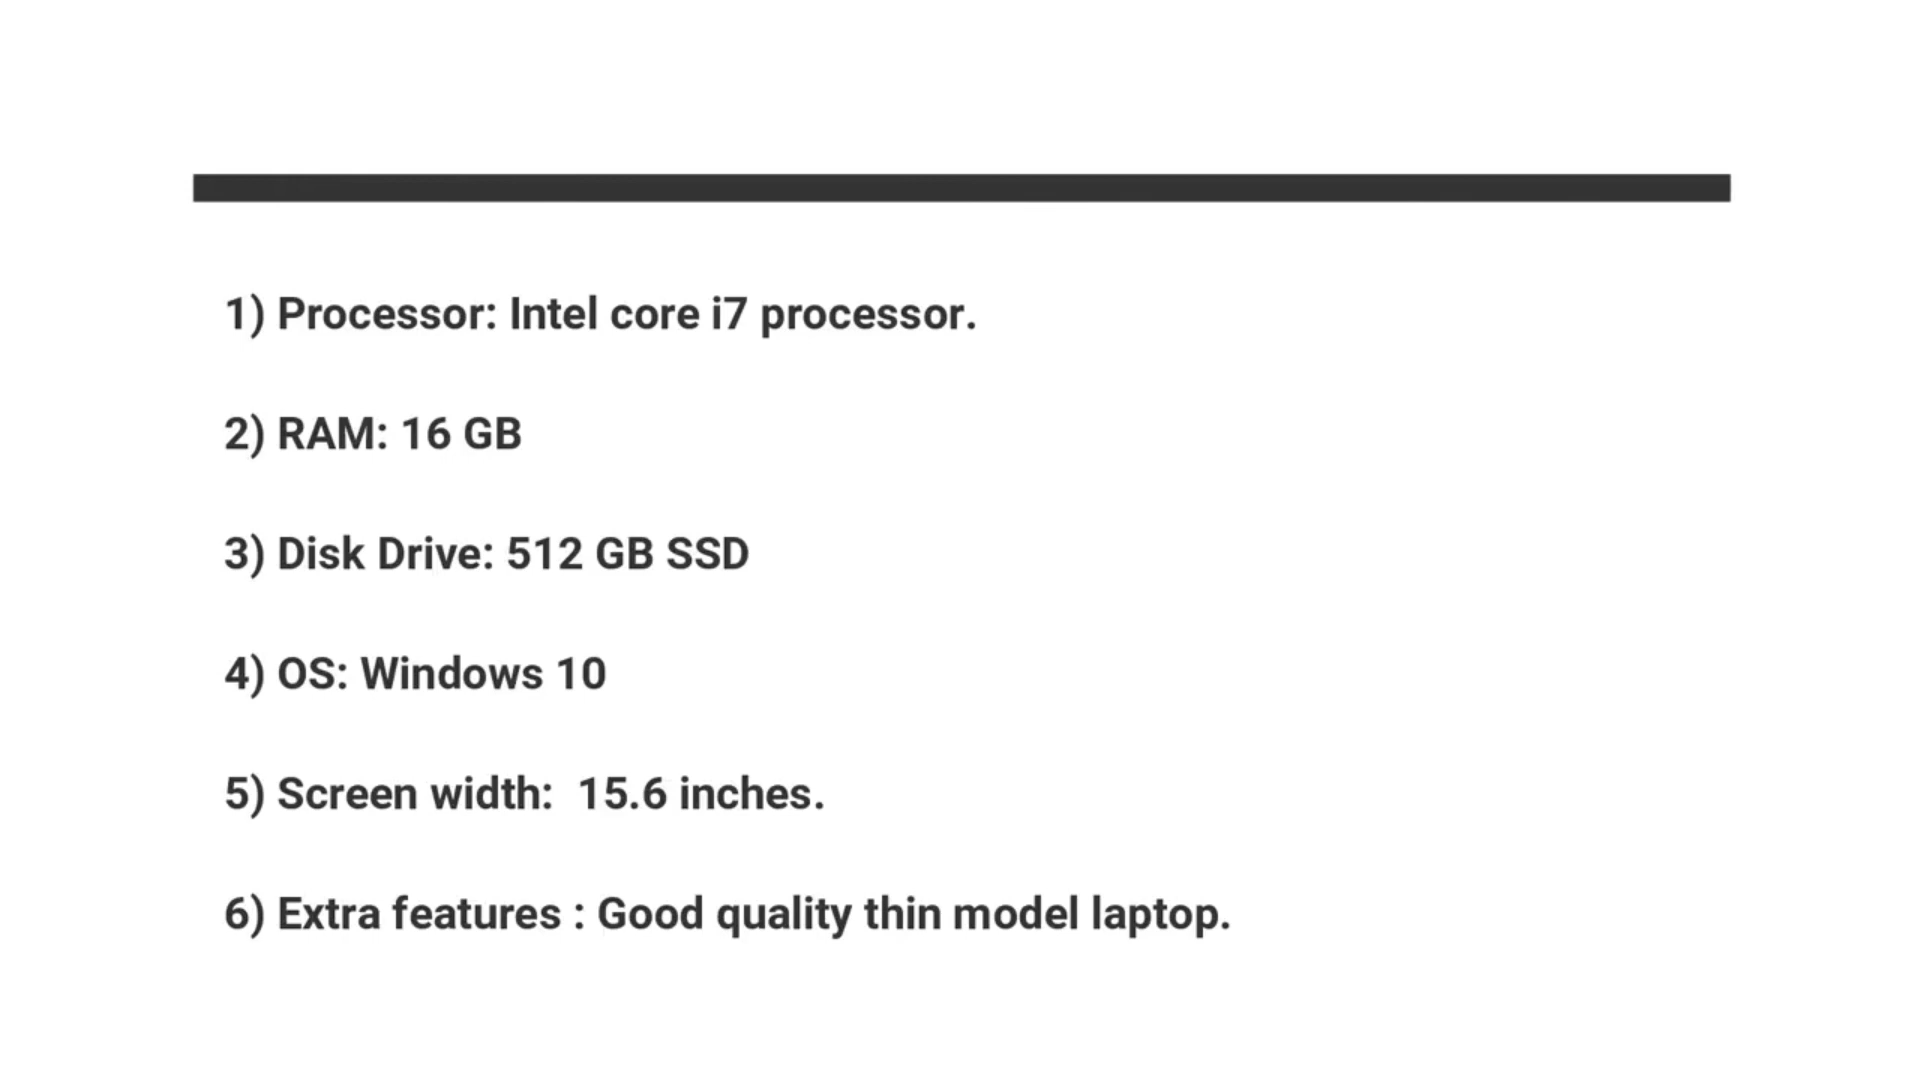 1) Processor: Intel core i7 processor.
2) RAM: 16 GB
3) Disk Drive: 512 GB SSD
4) OS: Windows 10
5) Screen width:  15.6 inches.
6) Extra features : Good quality thin model laptop.